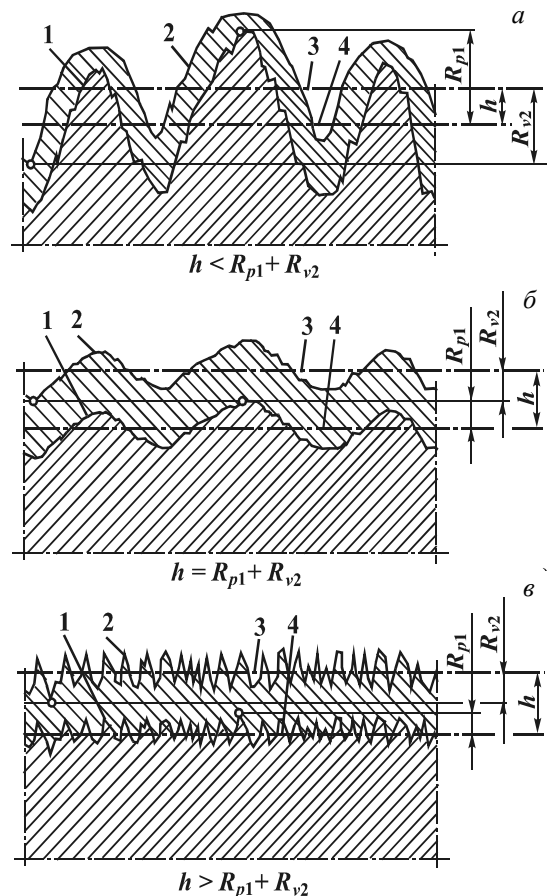 а
1
2
3
4
R_p1
h
R_v2
h < R_p1 + R_v2
б
1
2
3
4
R_p1
R_v2
h
h = R_p1 + R_v2
в
1
2
3
4
R_p1
R_v2
h
h > R_p1 + R_v2